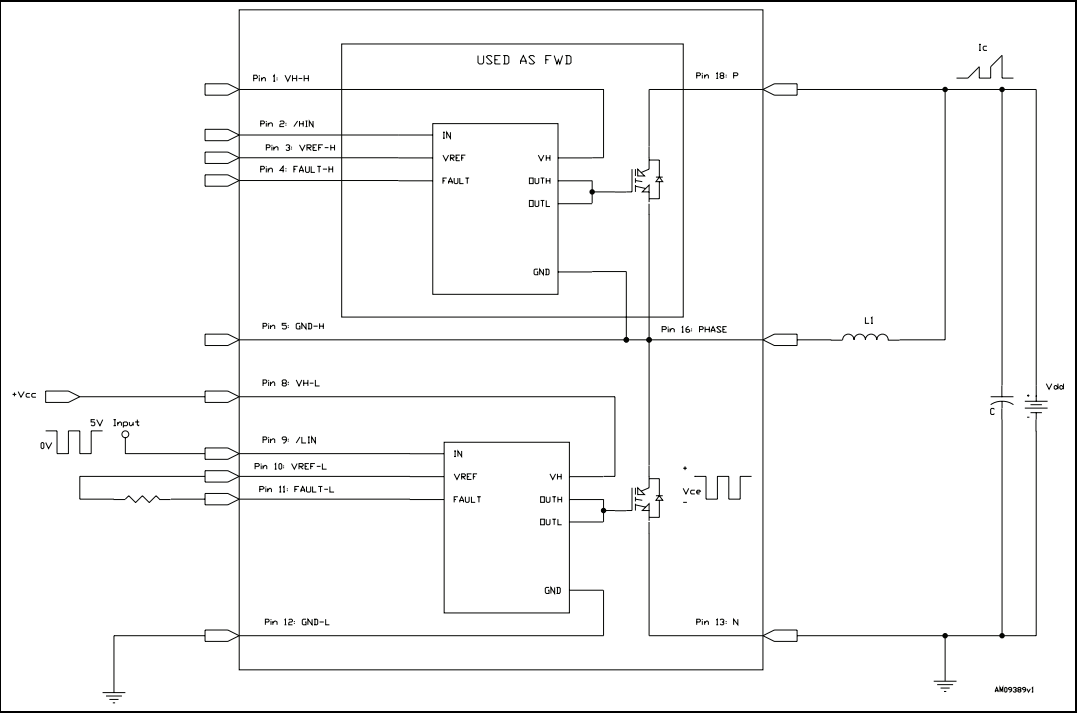 USED AS FWD
Ic
Pin 1: VH-H
Pin 18: P
Pin 2: /HIN
IN
Pin 3: VREF-H
VREF
VH
Pin 4: FAULT-H
FAULT
OUTH
OUTL
GND
Pin 5: GND-H
Pin 16: PHASE
L1
Pin 8: VH-L
+Vcc
Vdd
+
-
C
5V Input
0V
Pin 9: /LIN
IN
Pin 10: VREF-L
VREF
VH
+
Vce
-
Pin 11: FAULT-L
FAULT
OUTH
OUTL
GND
Pin 12: GND-L
Pin 13: N
AM09389v1